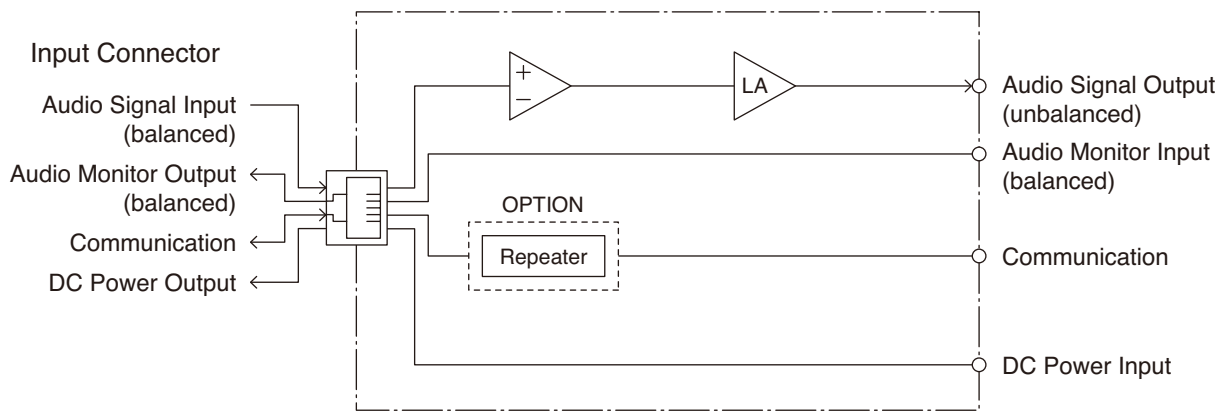 Input Connector
Audio Signal Input
(balanced)
Audio Monitor Output
(balanced)
Communication
DC Power Output
+
−
LA
OPTION
Repeater
Audio Signal Output
(unbalanced)
Audio Monitor Input
(balanced)
Communication
DC Power Input